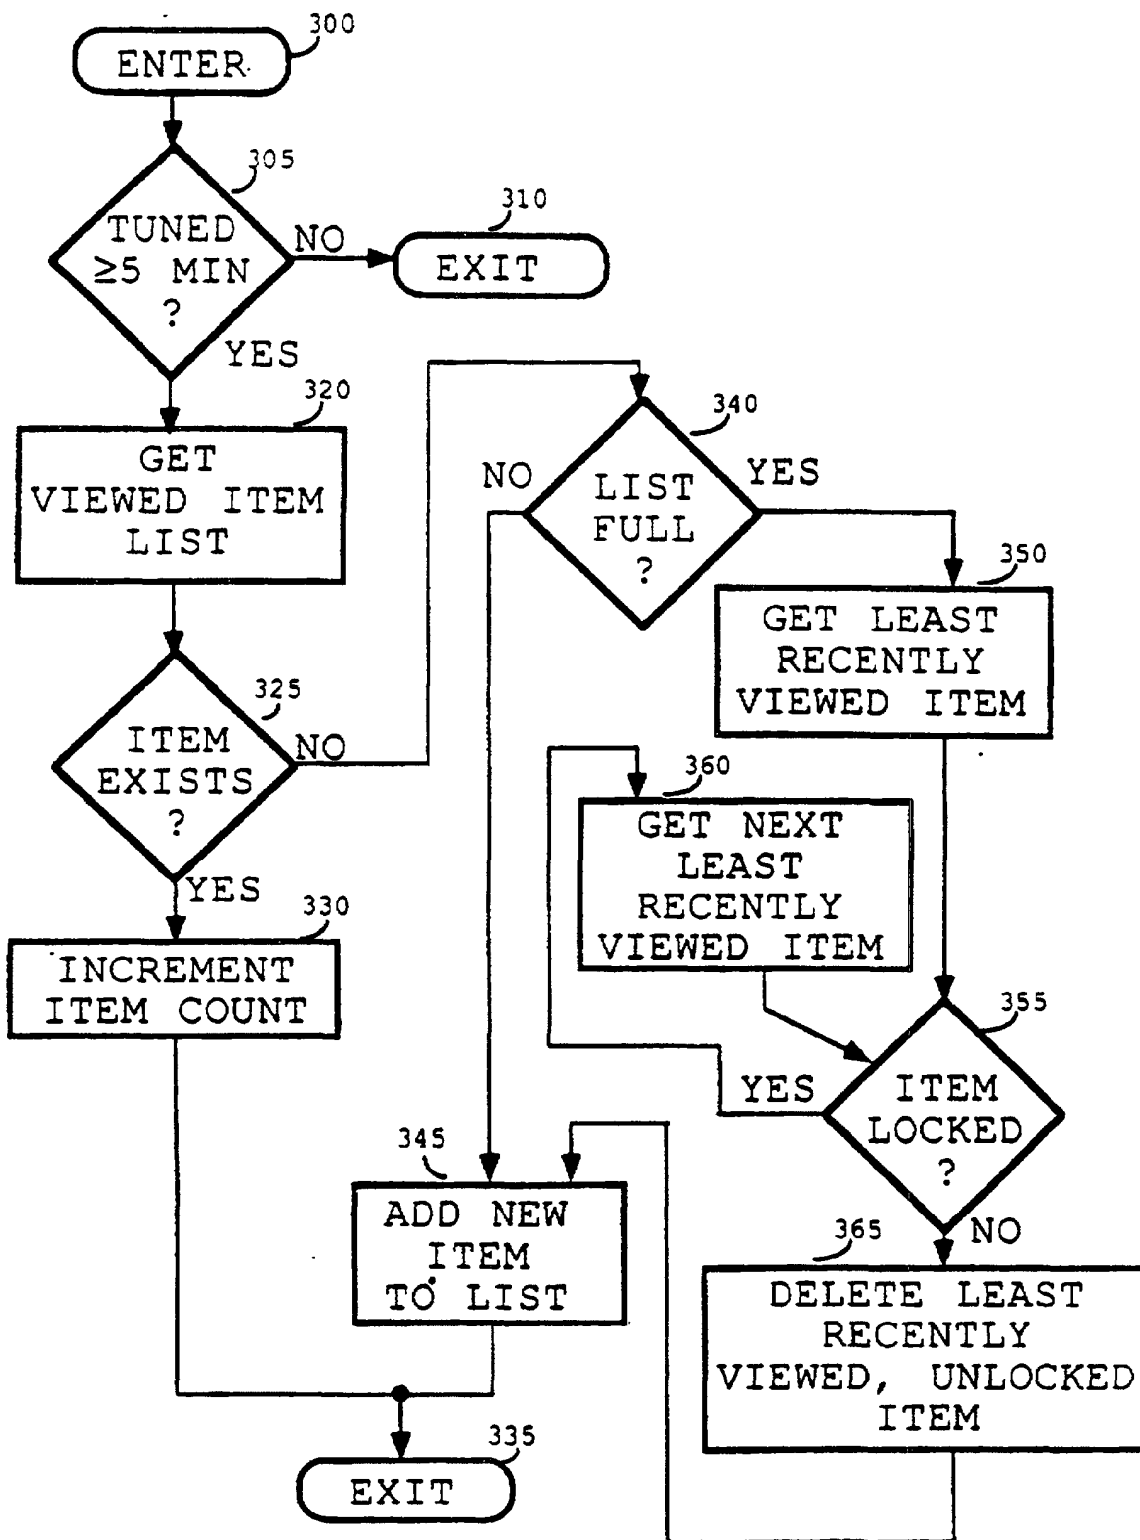 300
ENTER
305
TUNED
≥5 MIN
?
NO
310
EXIT
YES
320
GET
VIEWED ITEM
LIST
325
ITEM
EXISTS
?
NO
YES
330
INCREMENT
ITEM COUNT
340
LIST
FULL
?
NO
YES
350
GET LEAST
RECENTLY
VIEWED ITEM
360
GET NEXT
LEAST
RECENTLY
VIEWED ITEM
355
ITEM
LOCKED
?
YES
NO
345
ADD NEW
ITEM
TO LIST
365
DELETE LEAST
RECENTLY
VIEWED, UNLOCKED
ITEM
335
EXIT